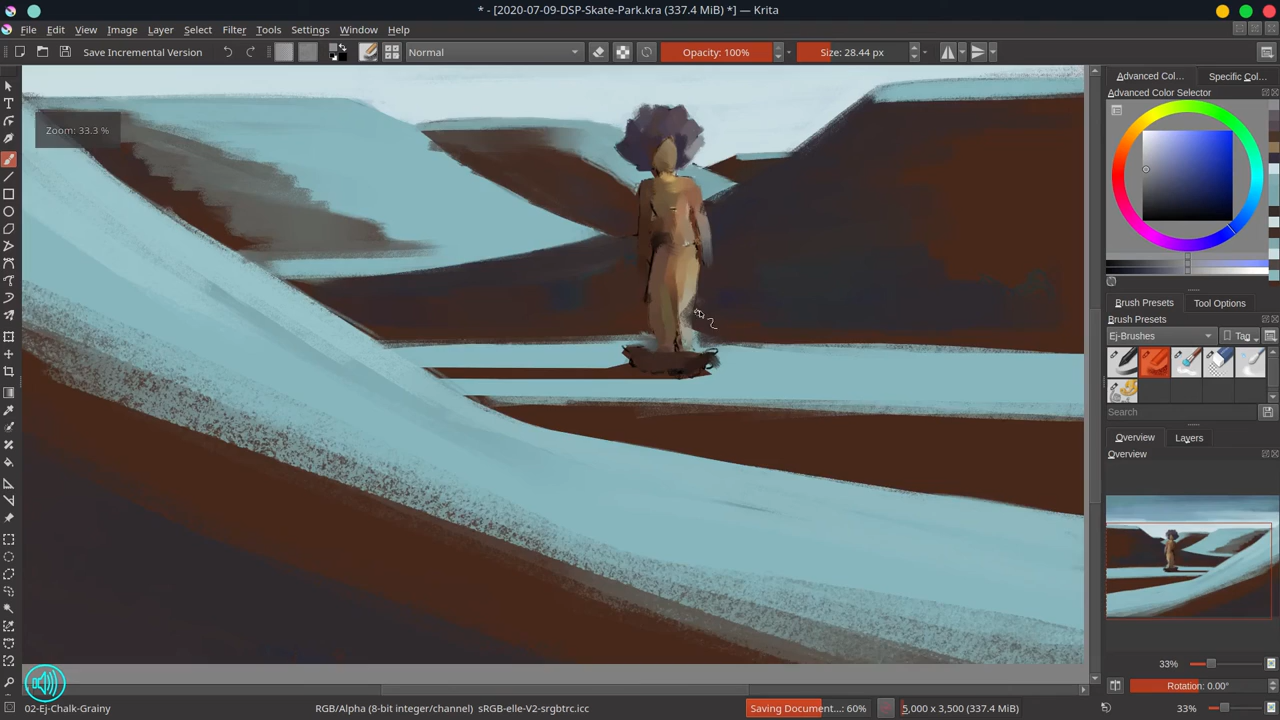 * - [2020-07-09-DSP-Skate-Park.kra (337.4 MiB) *] — Krita
File Edit View Image Layer Select Filter Tools Settings Window Help
Save Incremental Version Normal Opacity: 100% Size: 28.44 px
Advanced Col... Specific Co...
Advanced Color Selector
Zoom: 33.3 %
Brush Presets Tool Options
Brush Presets
Ej-Brushes Tag
Search
Overview Layers
Overview
33%
Rotation: 0.00°
02-Ej-Chalk-Grainy RGB/Alpha (8-bit integer/channel) sRGB-elle-V2-srgbtrc.icc Saving Document...: 60% 5,000 x 3,500 (337.4 MiB) 33%